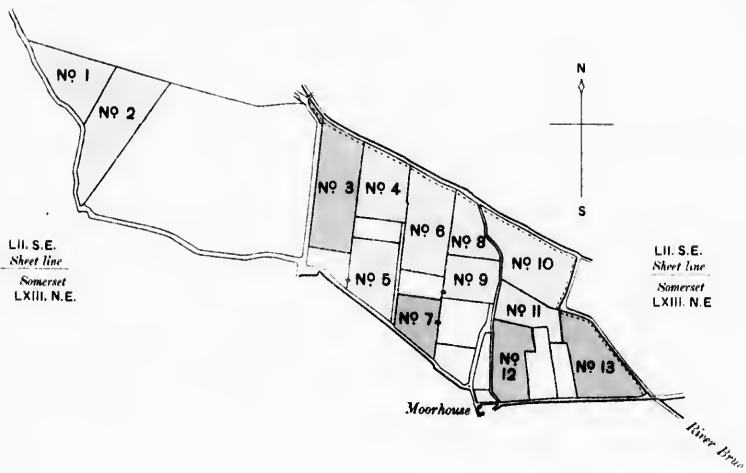 Nº 1
Nº 2
N
S
Nº 3
Nº 4
Nº 6
Nº 8
Nº 10
Nº 5
Nº 9
Nº 7
Nº 11
Nº
12
Nº 13
LII. S.E.
Sheet line
Somerset
LXIII. N.E.
LII. S.E.
Sheet line
Somerset
LXIII. N.E
Moorhouse
River Brue